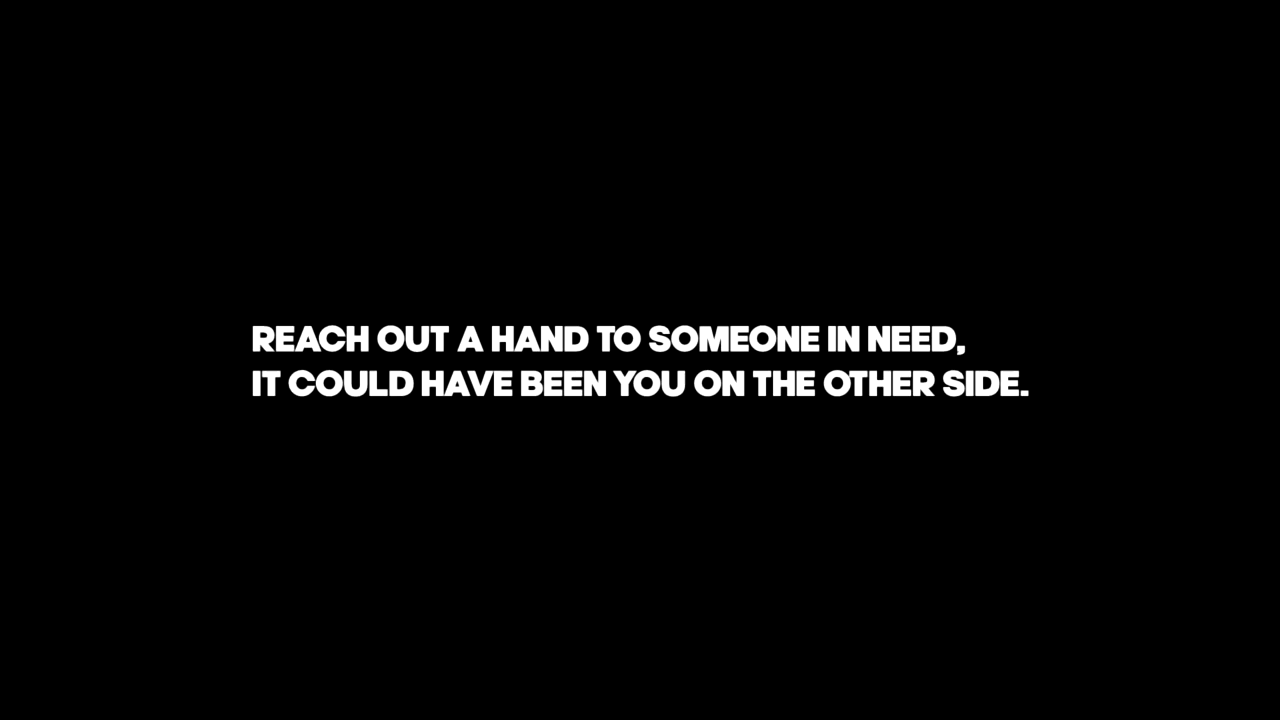 REACH OUT A HAND TO SOMEONE IN NEED,
IT COULD HAVE BEEN YOU ON THE OTHER SIDE.